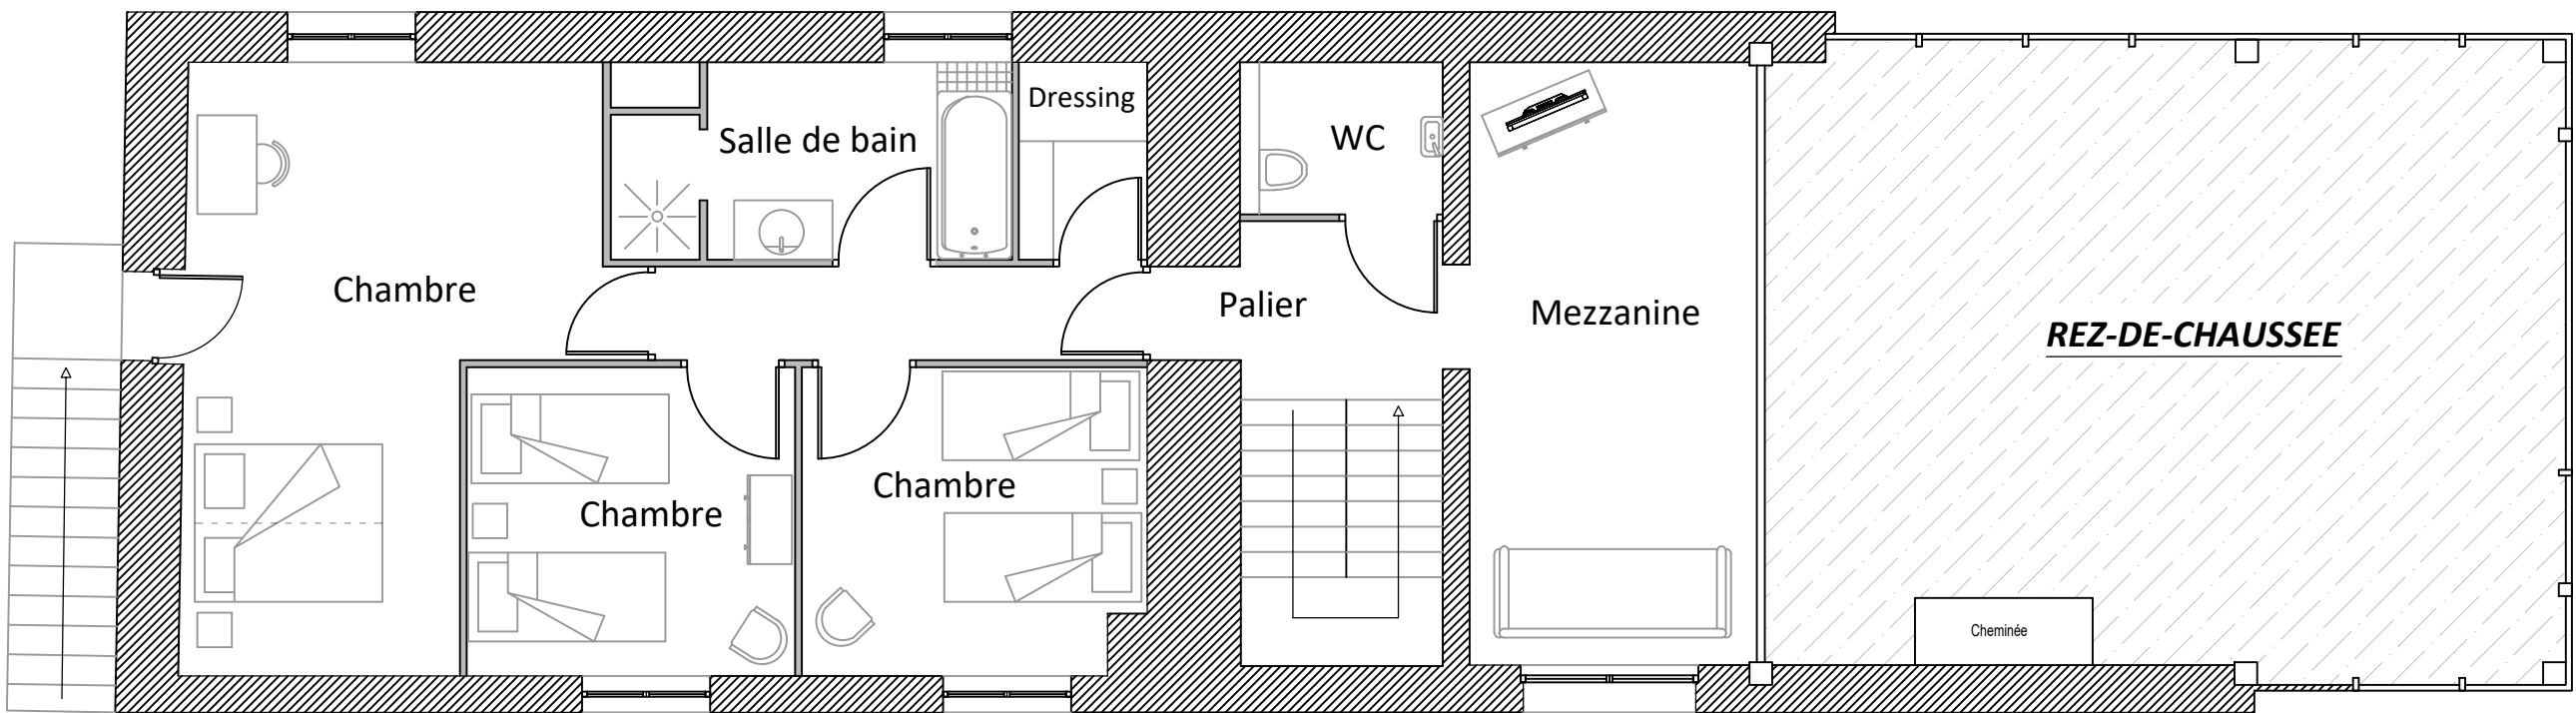 Dressing
Salle de bain
WC
Chambre
Palier
Mezzanine
REZ-DE-CHAUSSEE
Chambre
Chambre
Cheminée